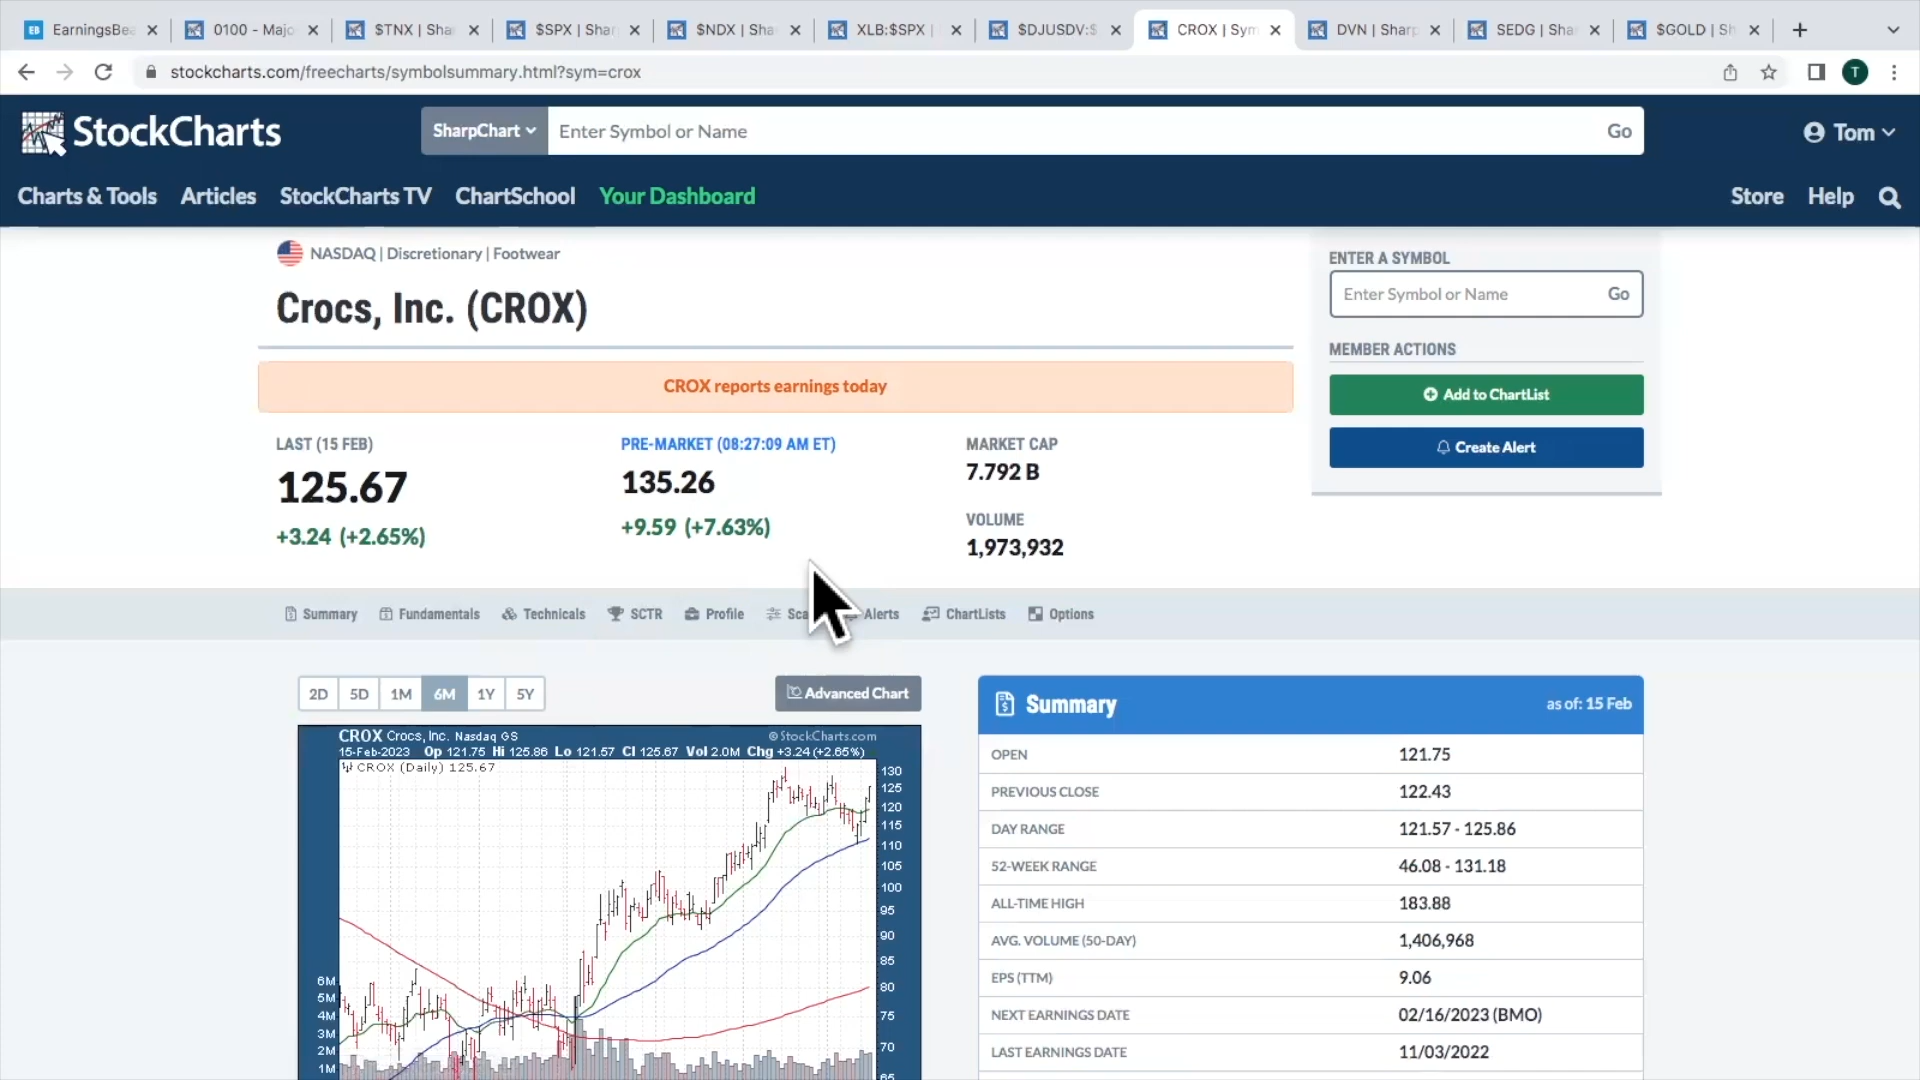 EarningsBea
0100 - Majo
$TNX | Sha
$SPX | Shar
$NDX | Sha
XLB:$SPX |
$DJUSDV:$
CROX | Sym
DVN | Sharp
SEDG | Sha
$GOLD | Sh
stockcharts.com/freecharts/symbolsummary.html?sym=crox
T
StockCharts
SharpChart
Enter Symbol or Name
Go
Tom
Charts & Tools
Articles
StockCharts TV
ChartSchool
Your Dashboard
Store
Help
NASDAQ | Discretionary | Footwear
Crocs, Inc. (CROX)
CROX reports earnings today
LAST (15 FEB)
125.67
+3.24 (+2.65%)
PRE-MARKET (08:27:09 AM ET)
135.26
+9.59 (+7.63%)
MARKET CAP
7.792 B
VOLUME
1,973,932
ENTER A SYMBOL
Enter Symbol or Name
Go
MEMBER ACTIONS
Add to ChartList
Create Alert
Summary
Fundamentals
Technicals
SCTR
Profile
Sca
Alerts
ChartLists
Options
2D
5D
1M
6M
1Y
5Y
Advanced Chart
CROX Crocs, Inc. Nasdaq GS
© StockCharts.com
15-Feb-2023 Op 121.75 Hi 125.86 Lo 121.57 Cl 125.67 Vol 2.0M Chg +3.24 (+2.65%)
CROX (Daily) 125.67
130
125
120
115
110
105
100
95
90
85
80
75
70
65
6M
5M
4M
3M
2M
1M
Summary
as of: 15 Feb
OPEN 121.75
PREVIOUS CLOSE 122.43
DAY RANGE 121.57 - 125.86
52-WEEK RANGE 46.08 - 131.18
ALL-TIME HIGH 183.88
AVG. VOLUME (50-DAY) 1,406,968
EPS (TTM) 9.06
NEXT EARNINGS DATE 02/16/2023 (BMO)
LAST EARNINGS DATE 11/03/2022